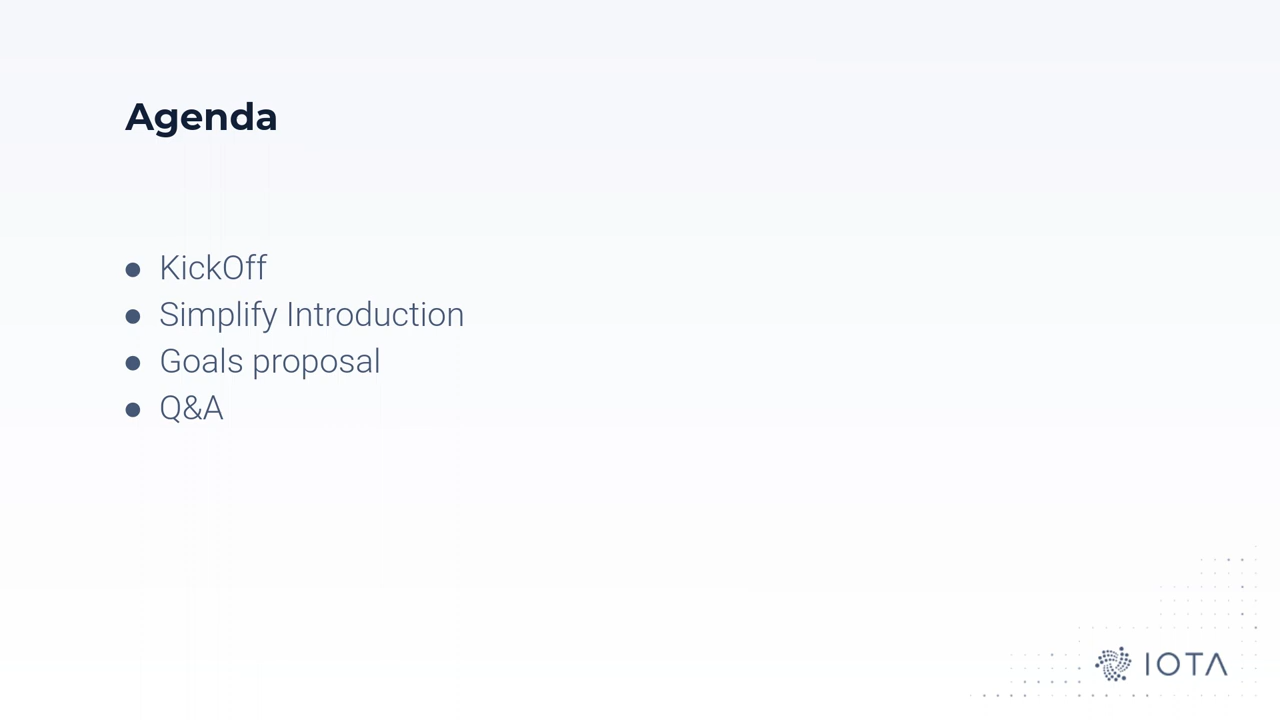 Agenda
● KickOff
● Simplify Introduction
● Goals proposal
● Q&A
IOTA